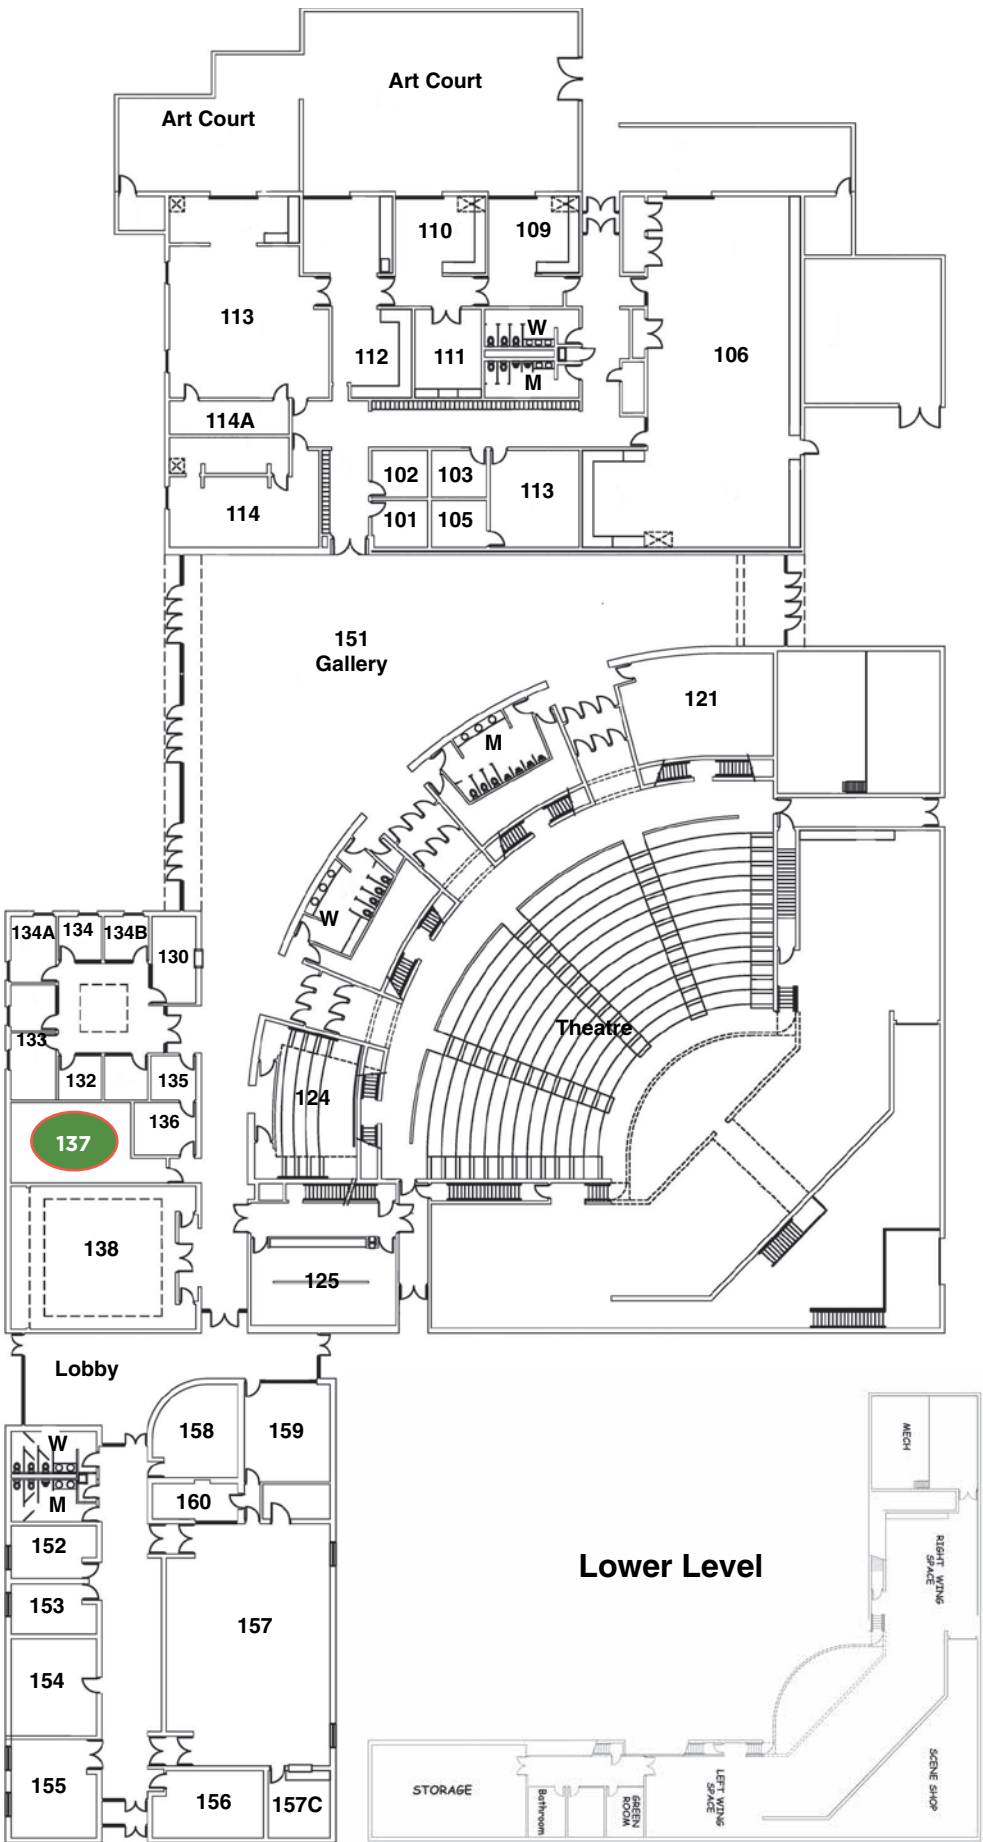 Art Court
Art Court
110
109
113
W
112
111
106
M
114A
102
103
113
114
101
105
151
Gallery
121
M
W
134A
134
134B
130
Theatre
133
132
135
124
136
137
138
125
Lobby
158
159
W
M
160
152
153
157
154
155
156
157C
Lower Level
MECH
RIGHT WING
SPACE
STORAGE
Bathroom
GREEN
ROOM
LEFT WING
SPACE
SCENE SHOP